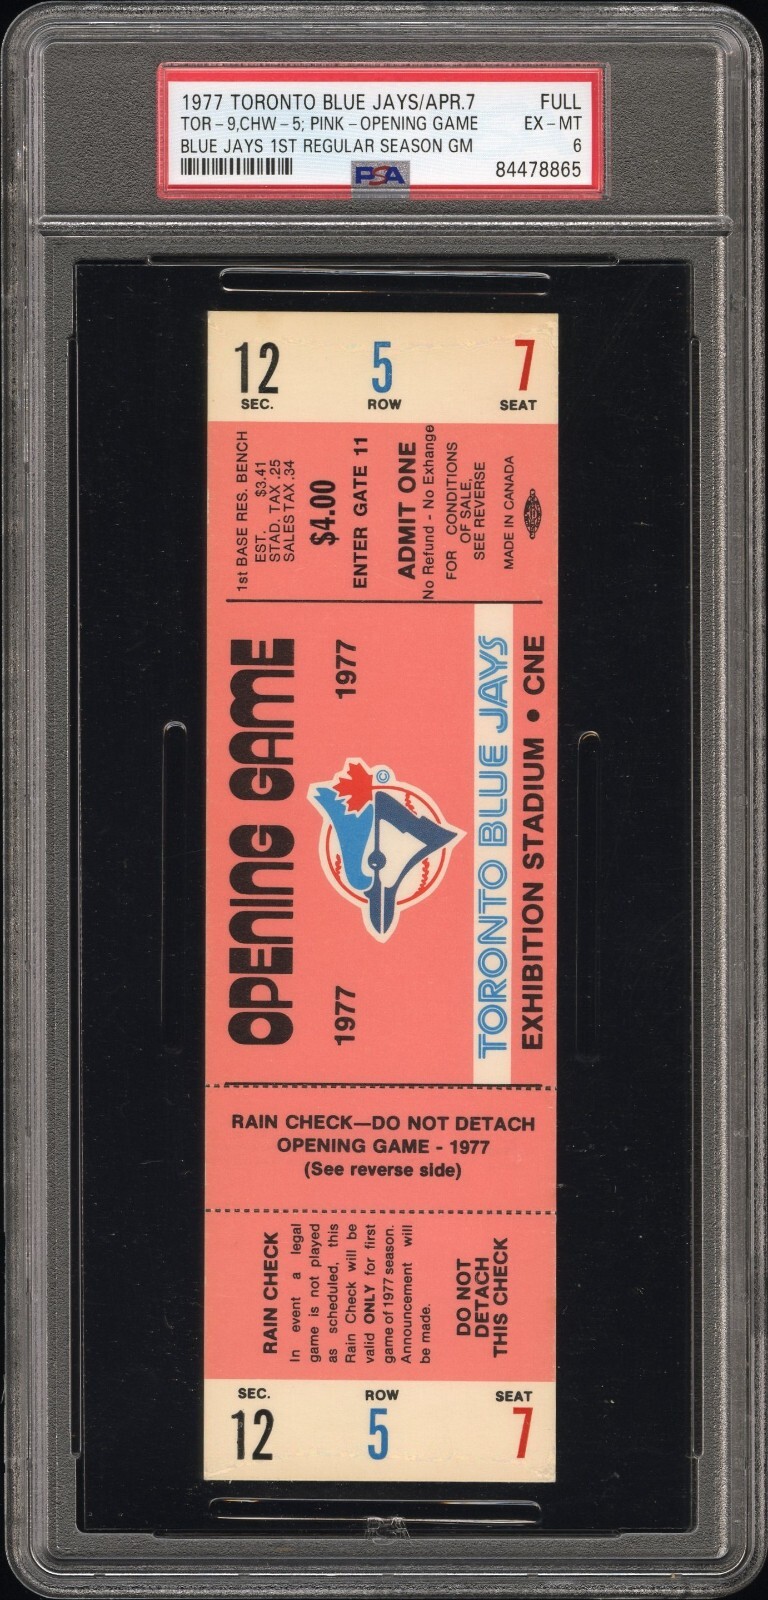 1977 TORONTO BLUE JAYS/APR.7 FULL
TOR-9,CHW-5; PINK-OPENING GAME EX-MT
BLUE JAYS 1ST REGULAR SEASON GM 6
PSA 84478865
12 5 7
SEC. ROW SEAT
1st BASE RES. BENCH
EST. $3.41
STAD. TAX .25
SALES TAX .34
$4.00
ENTER GATE 11
ADMIT ONE
No Refund - No Exhange
FOR CONDITIONS
OF SALE,
SEE REVERSE
MADE IN CANADA
OPENING GAME
1977 1977
©
TORONTO BLUE JAYS
EXHIBITION STADIUM • CNE
RAIN CHECK—DO NOT DETACH
OPENING GAME - 1977
(See reverse side)
RAIN CHECK
In event a legal
game is not played
as scheduled, this
Rain Check will be
valid ONLY for first
game of 1977 season.
Announcement will
be made.
DO NOT
DETACH
THIS CHECK
SEC. ROW SEAT
12 5 7
PSA